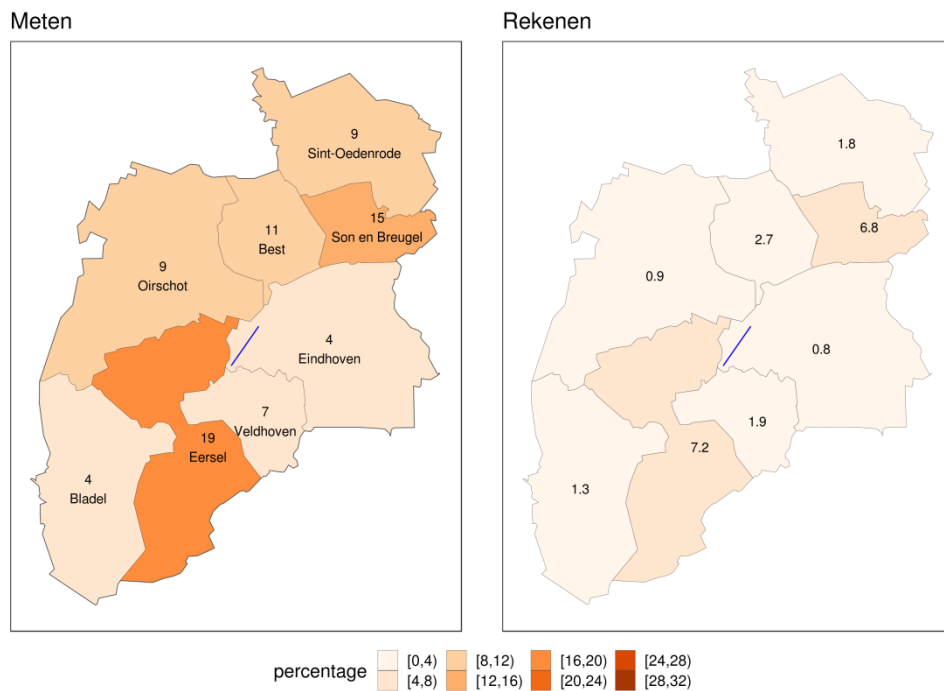 Meten
9
Sint-Oedenrode
15
Son en Breugel
11
Best
9
Oirschot
4
Eindhoven
7
Veldhoven
19
Eersel
4
Bladel
Rekenen
1.8
6.8
2.7
0.9
0.8
1.9
7.2
1.3
percentage
[0,4)
[4,8)
[8,12)
[12,16)
[16,20)
[20,24)
[24,28)
[28,32)